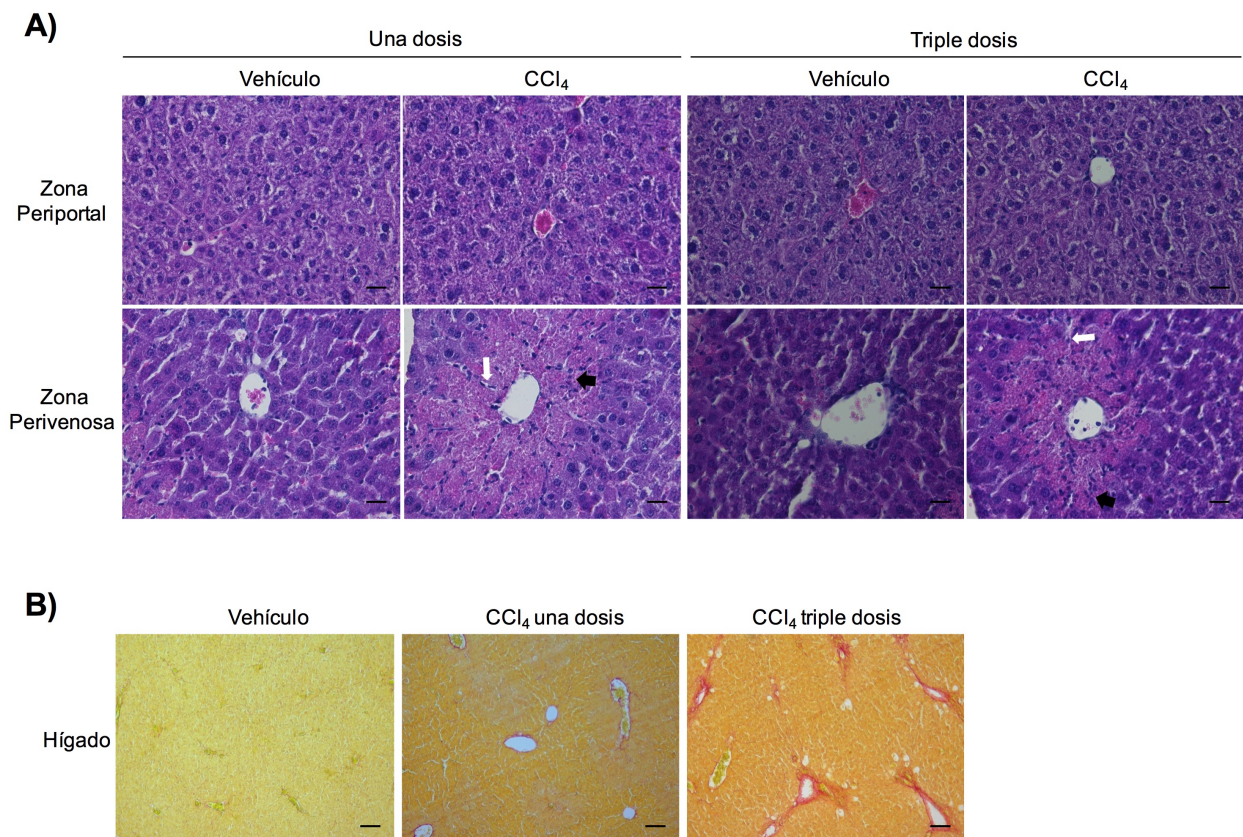 A)
Una dosis
Triple dosis
Vehículo
CCl₄
Vehículo
CCl₄
Zona
Periportal
Zona
Perivenosa
B)
Vehículo
CCl₄ una dosis
CCl₄ triple dosis
Hígado